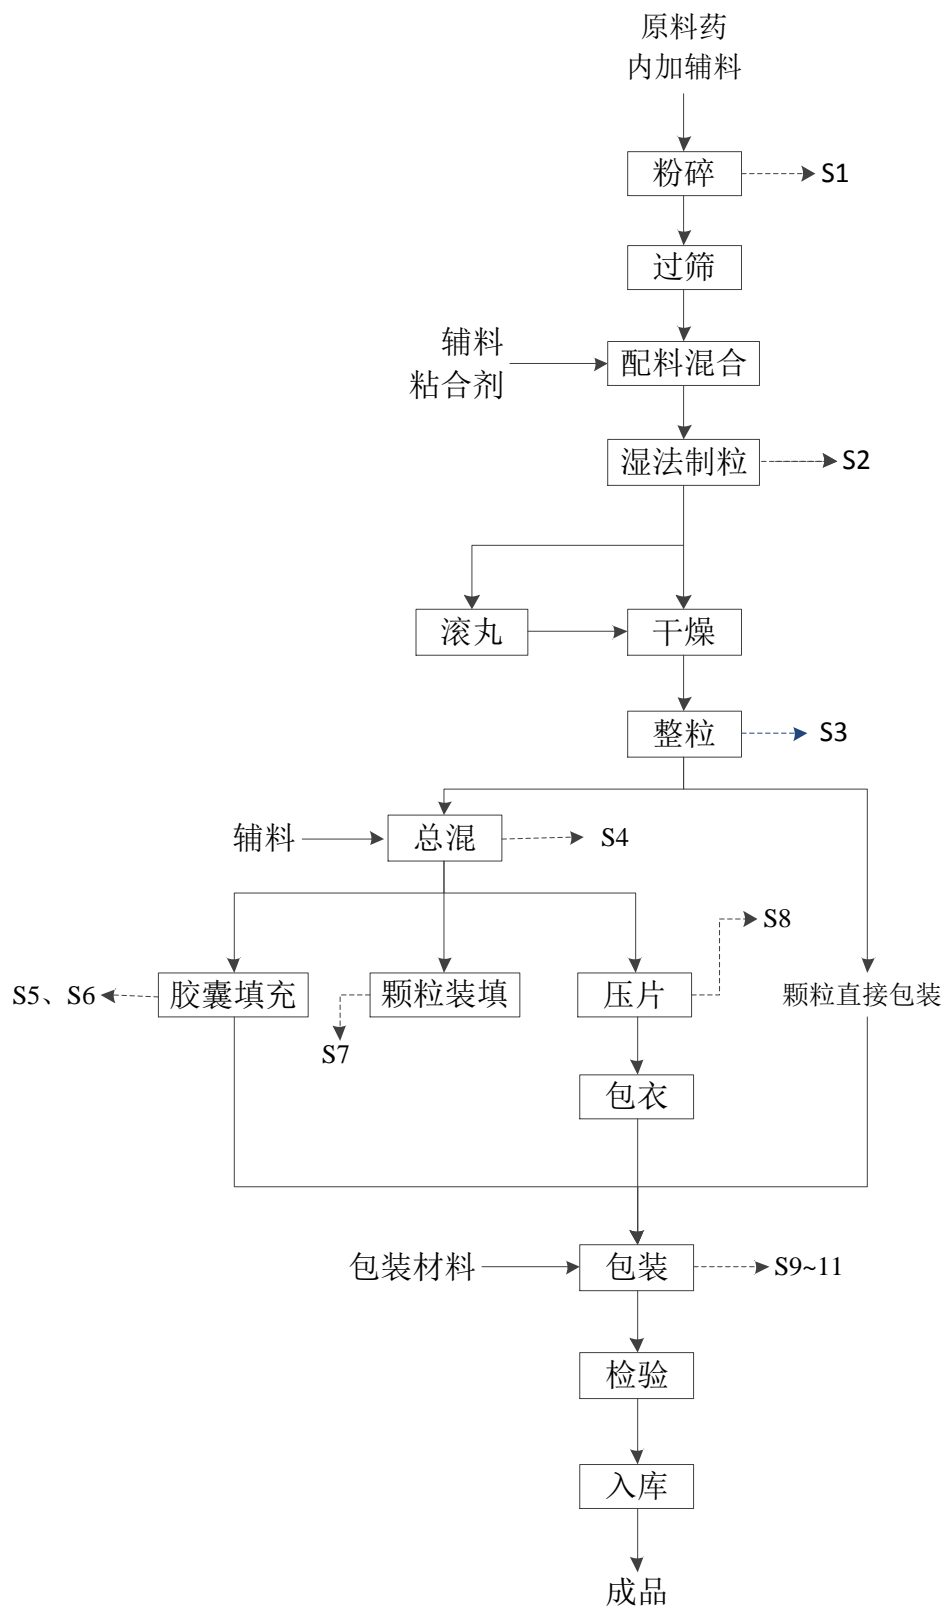 原料药
内加辅料
粉碎
S1
过筛
辅料
粘合剂
配料混合
湿法制粒
S2
滚丸
干燥
整粒
S3
辅料
总混
S4
S8
S5、S6
胶囊填充
颗粒装填
压片
颗粒直接包装
S7
包衣
包装材料
包装
S9~11
检验
入库
成品